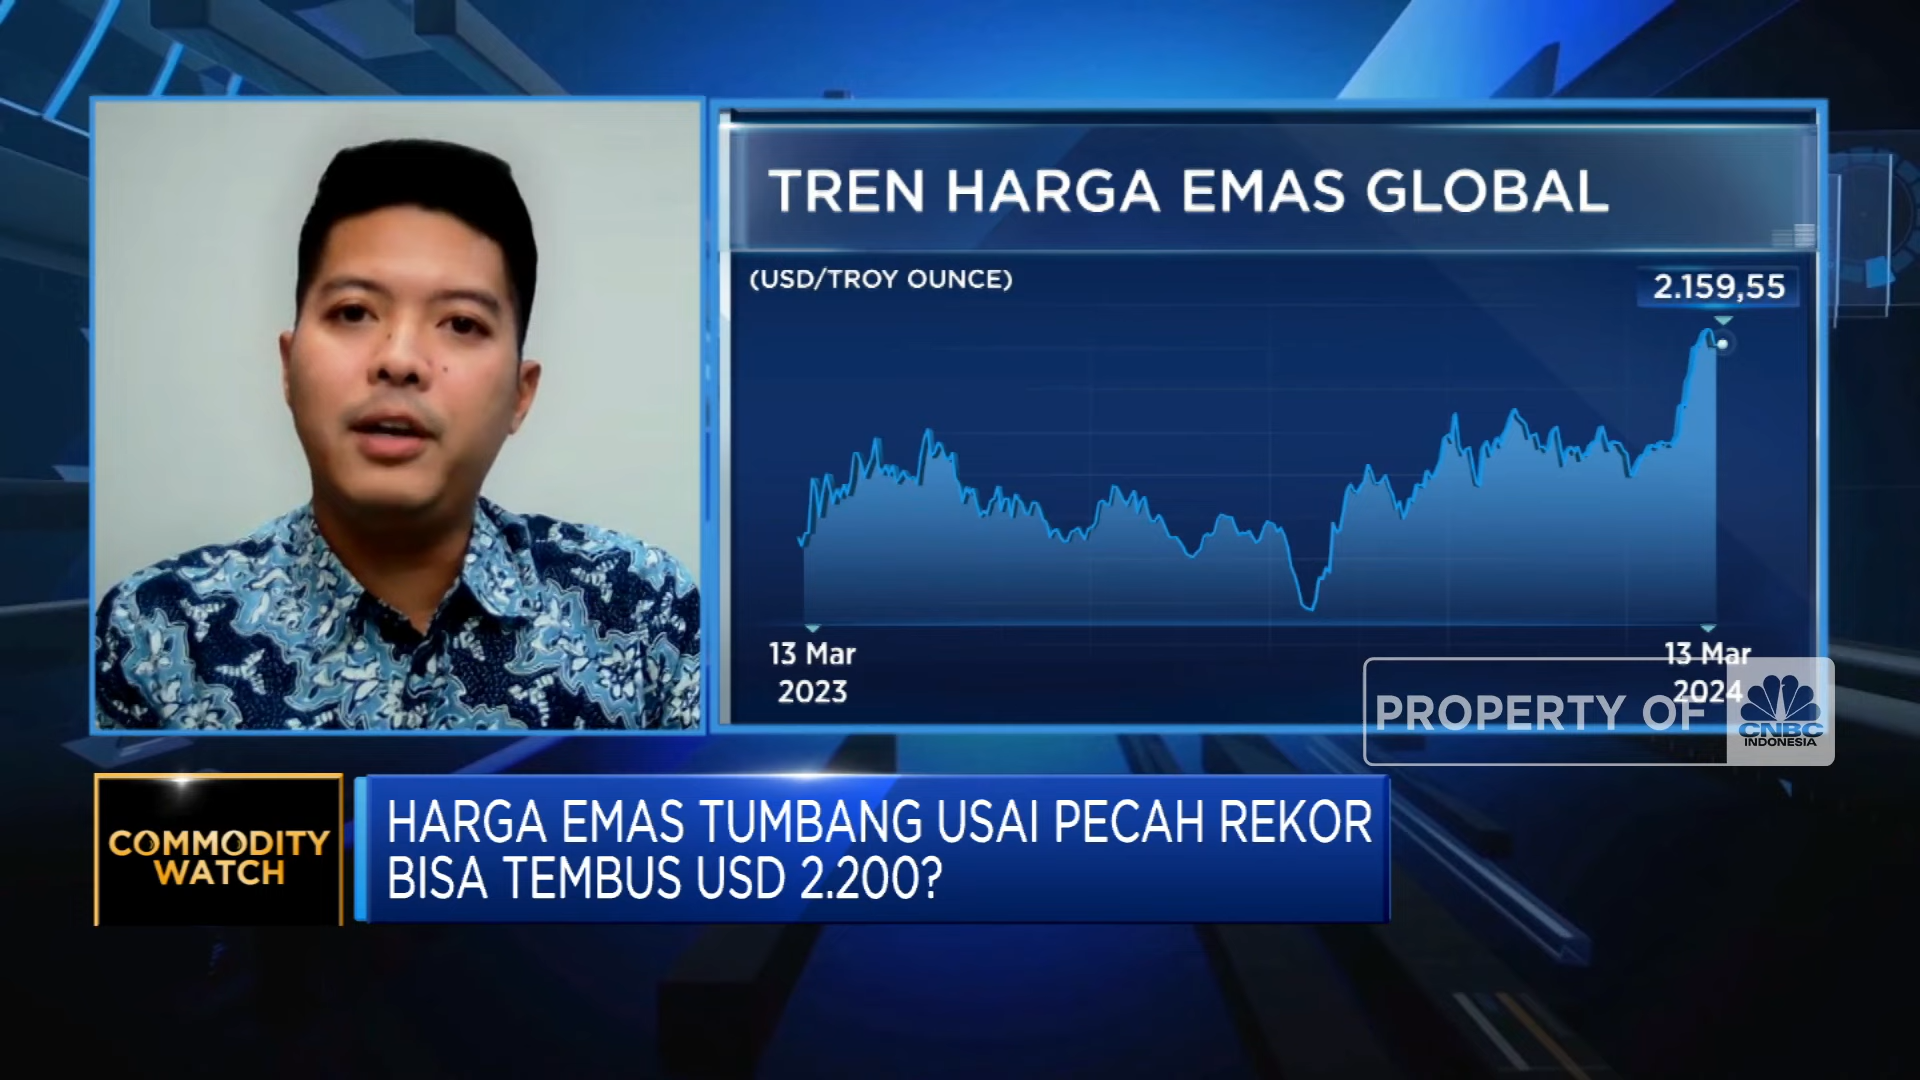 TREN HARGA EMAS GLOBAL
(USD/TROY OUNCE)
2.159,55
13 Mar
2023
13 Mar
2024
PROPERTY OF
CNBC
INDONESIA
COMMODITY
WATCH
HARGA EMAS TUMBANG USAI PECAH REKOR
BISA TEMBUS USD 2.200?